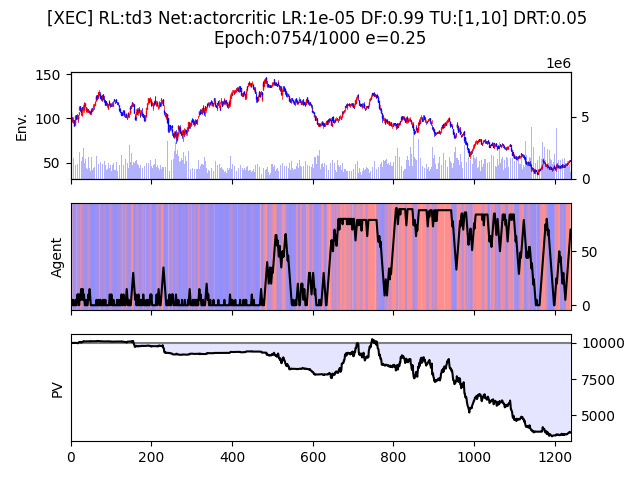 [XEC] RL:td3 Net:actorcritic LR:1e-05 DF:0.99 TU:[1,10] DRT:0.05
Epoch:0754/1000 e=0.25
1e6
150
100
50
Env.
5
0
Agent
50
0
PV
10000
7500
5000
0
200
400
600
800
1000
1200